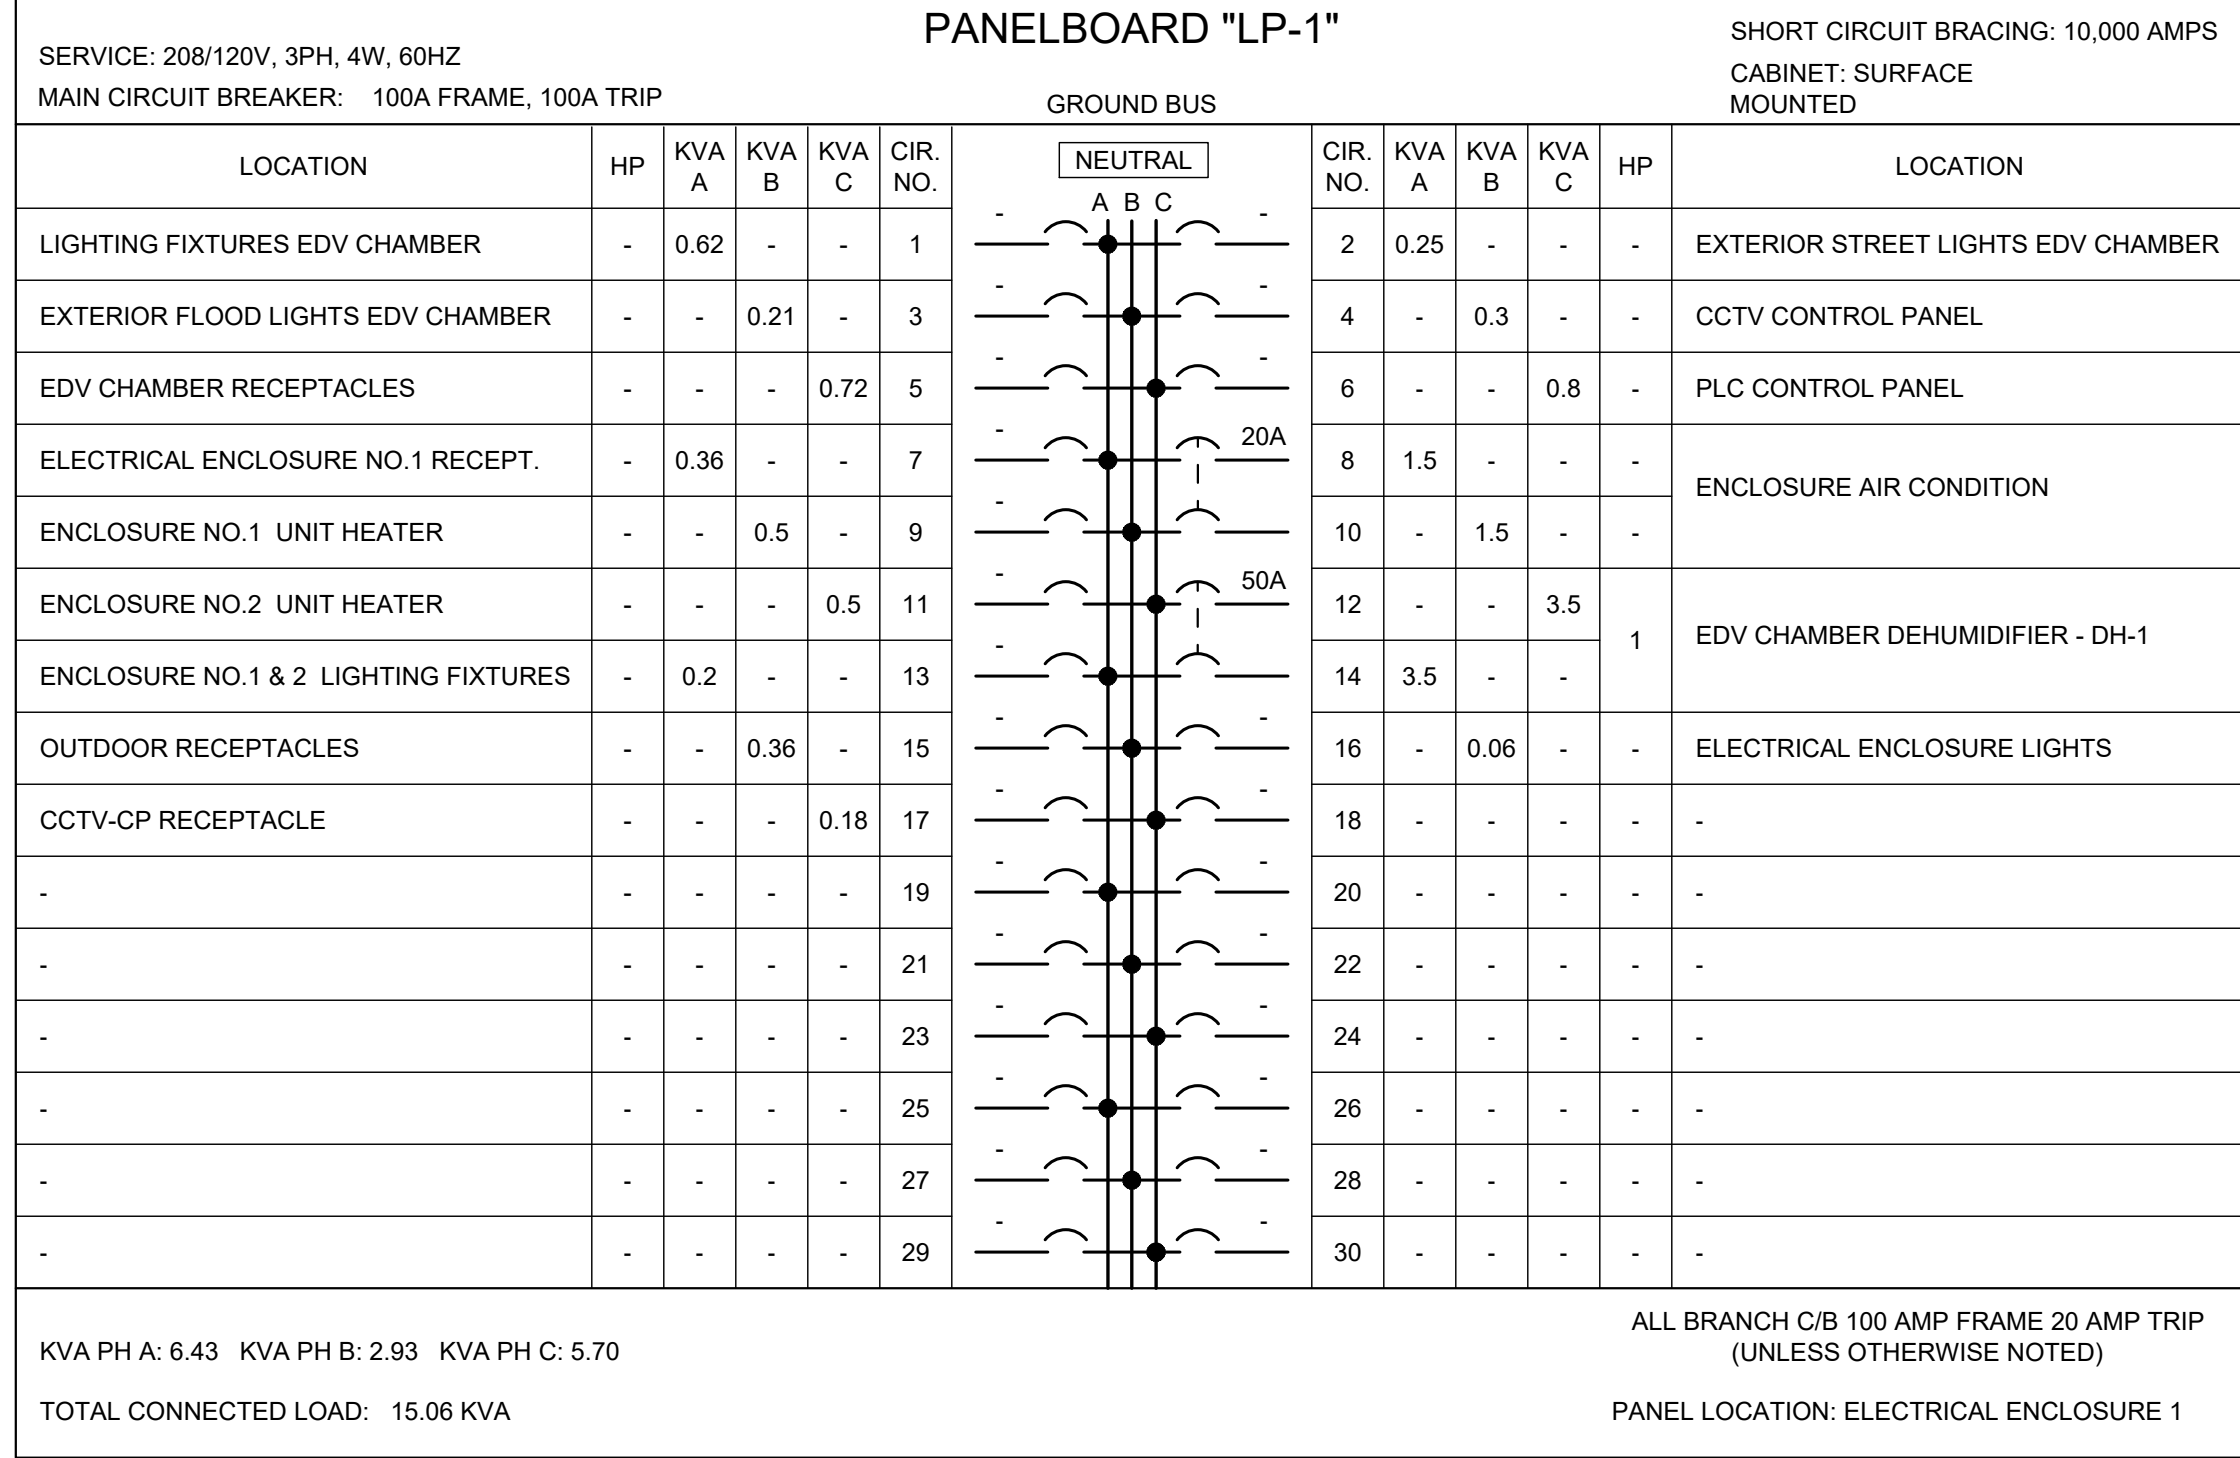 PANELBOARD "LP-1"
SERVICE: 208/120V, 3PH, 4W, 60HZ
MAIN CIRCUIT BREAKER: 100A FRAME, 100A TRIP
GROUND BUS
SHORT CIRCUIT BRACING: 10,000 AMPS
CABINET: SURFACE
MOUNTED
LOCATION HP KVA A KVA B KVA C CIR. NO. NEUTRAL CIR. NO. KVA A KVA B KVA C HP LOCATION
A B C
LIGHTING FIXTURES EDV CHAMBER - 0.62 - - 1 - - 2 0.25 - - - EXTERIOR STREET LIGHTS EDV CHAMBER
EXTERIOR FLOOD LIGHTS EDV CHAMBER - - 0.21 - 3 - - 4 - 0.3 - - CCTV CONTROL PANEL
EDV CHAMBER RECEPTACLES - - - 0.72 5 - - 6 - - 0.8 - PLC CONTROL PANEL
ELECTRICAL ENCLOSURE NO.1 RECEPT. - 0.36 - - 7 - 20A 8 1.5 - - - ENCLOSURE AIR CONDITION
ENCLOSURE NO.1 UNIT HEATER - - 0.5 - 9 - 10 - 1.5 - -
ENCLOSURE NO.2 UNIT HEATER - - - 0.5 11 - 50A 12 - - 3.5 1 EDV CHAMBER DEHUMIDIFIER - DH-1
ENCLOSURE NO.1 & 2 LIGHTING FIXTURES - 0.2 - - 13 - 14 3.5 - -
OUTDOOR RECEPTACLES - - 0.36 - 15 - - 16 - 0.06 - - ELECTRICAL ENCLOSURE LIGHTS
CCTV-CP RECEPTACLE - - - 0.18 17 - - 18 - - - - -
- - - - - 19 - - 20 - - - - -
- - - - - 21 - - 22 - - - - -
- - - - - 23 - - 24 - - - - -
- - - - - 25 - - 26 - - - - -
- - - - - 27 - - 28 - - - - -
- - - - - 29 - - 30 - - - - -
KVA PH A: 6.43 KVA PH B: 2.93 KVA PH C: 5.70
TOTAL CONNECTED LOAD: 15.06 KVA
ALL BRANCH C/B 100 AMP FRAME 20 AMP TRIP
(UNLESS OTHERWISE NOTED)
PANEL LOCATION: ELECTRICAL ENCLOSURE 1